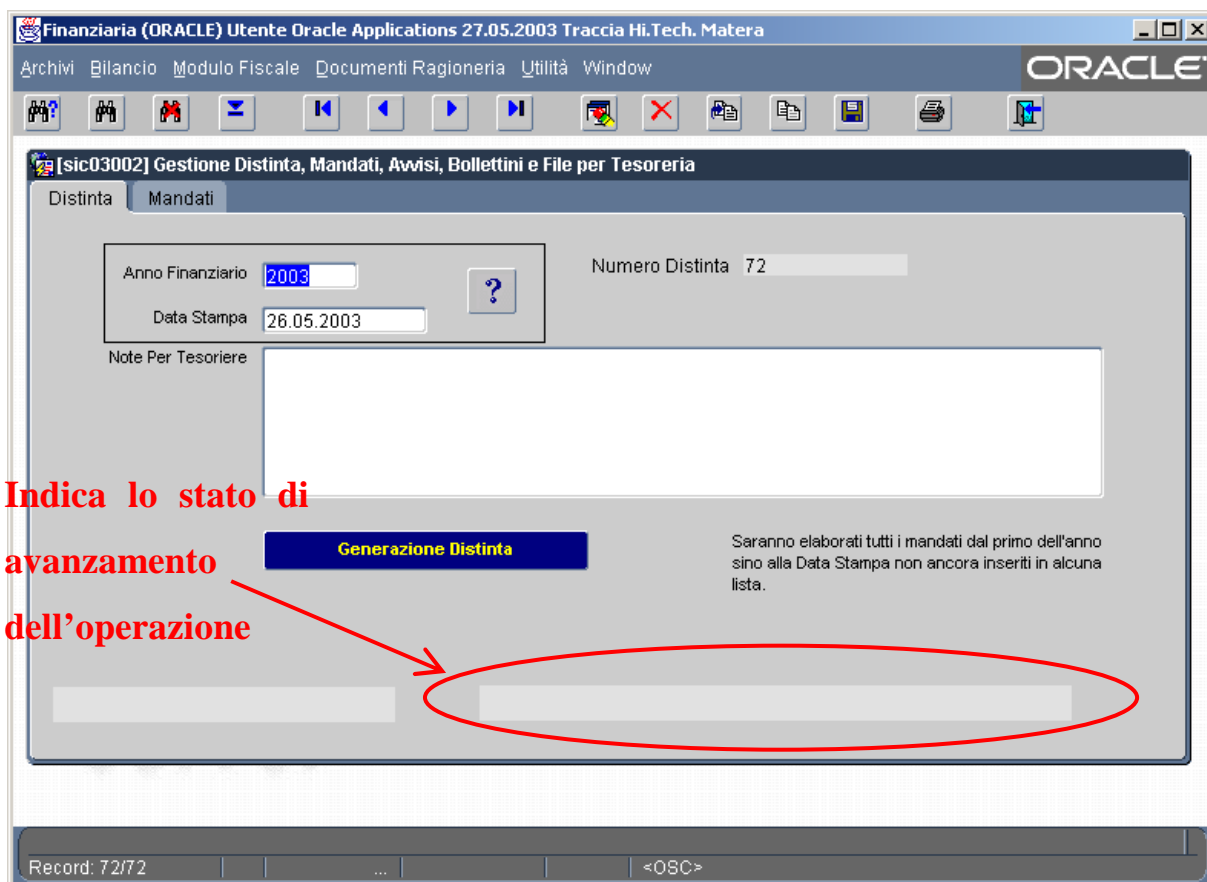 Finanziaria (ORACLE) Utente Oracle Applications 27.05.2003 Traccia Hi.Tech. Matera
Archivi Bilancio Modulo Fiscale Documenti Ragioneria Utilità Window
ORACLE
[sic03002] Gestione Distinta, Mandati, Avvisi, Bollettini e File per Tesoreria
Distinta Mandati
Anno Finanziario 2003 ? Numero Distinta 72
Data Stampa 26.05.2003
Note Per Tesoriere
Indica lo stato di
avanzamento
dell’operazione
Generazione Distinta
Saranno elaborati tutti i mandati dal primo dell'anno
sino alla Data Stampa non ancora inseriti in alcuna
lista.
Record: 72/72 ... <OSC>